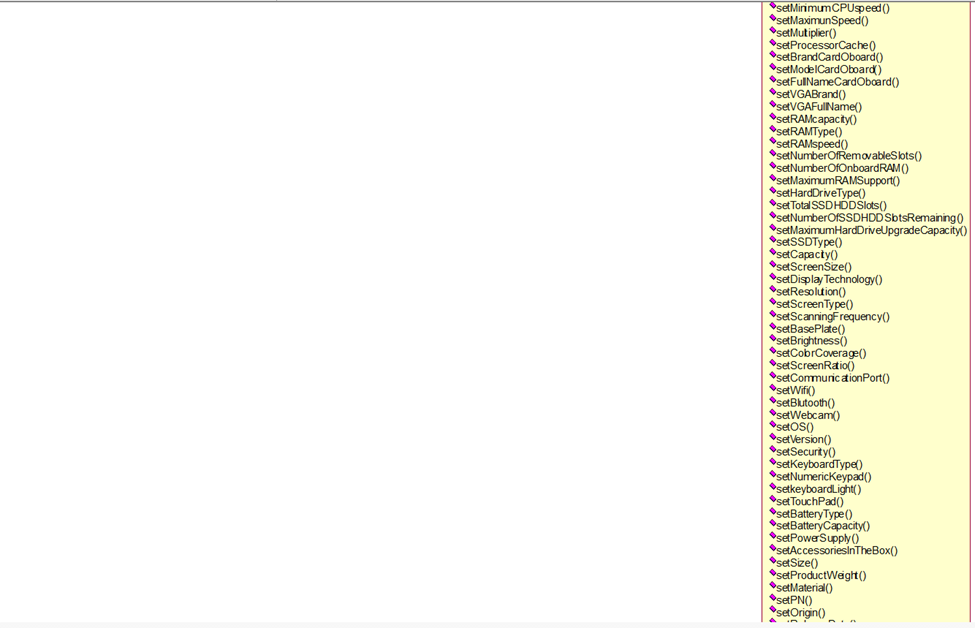 setMinimumCPUspeed()
setMaximunSpeed()
setMultiplier()
setProcessorCache()
setBrandCardOboard()
setModelCardOboard()
setFullNameCardOboard()
setVGABrand()
setVGAFullName()
setRAMcapacity()
setRAMType()
setRAMspeed()
setNumberOfRemovableSlots()
setNumberOfOnboardRAM()
setMaximumRAMSupport()
setHardDriveType()
setTotalSSDHDDSlots()
setNumberOfSSDHDDSlotsRemaining()
setMaximumHardDriveUpgradeCapacity()
setSSDType()
setCapacity()
setScreenSize()
setDisplayTechnology()
setResolution()
setScreenType()
setScanningFrequency()
setBasePlate()
setBrightness()
setColorCoverage()
setScreenRatio()
setCommunicationPort()
setWifi()
setBlutooth()
setWebcam()
setOS()
setVersion()
setSecurity()
setKeyboardType()
setNumericKeypad()
setkeyboardLight()
setTouchPad()
setBatteryType()
setBatteryCapacity()
setPowerSupply()
setAccessoriesInTheBox()
setSize()
setProductWeight()
setMaterial()
setPN()
setOrigin()